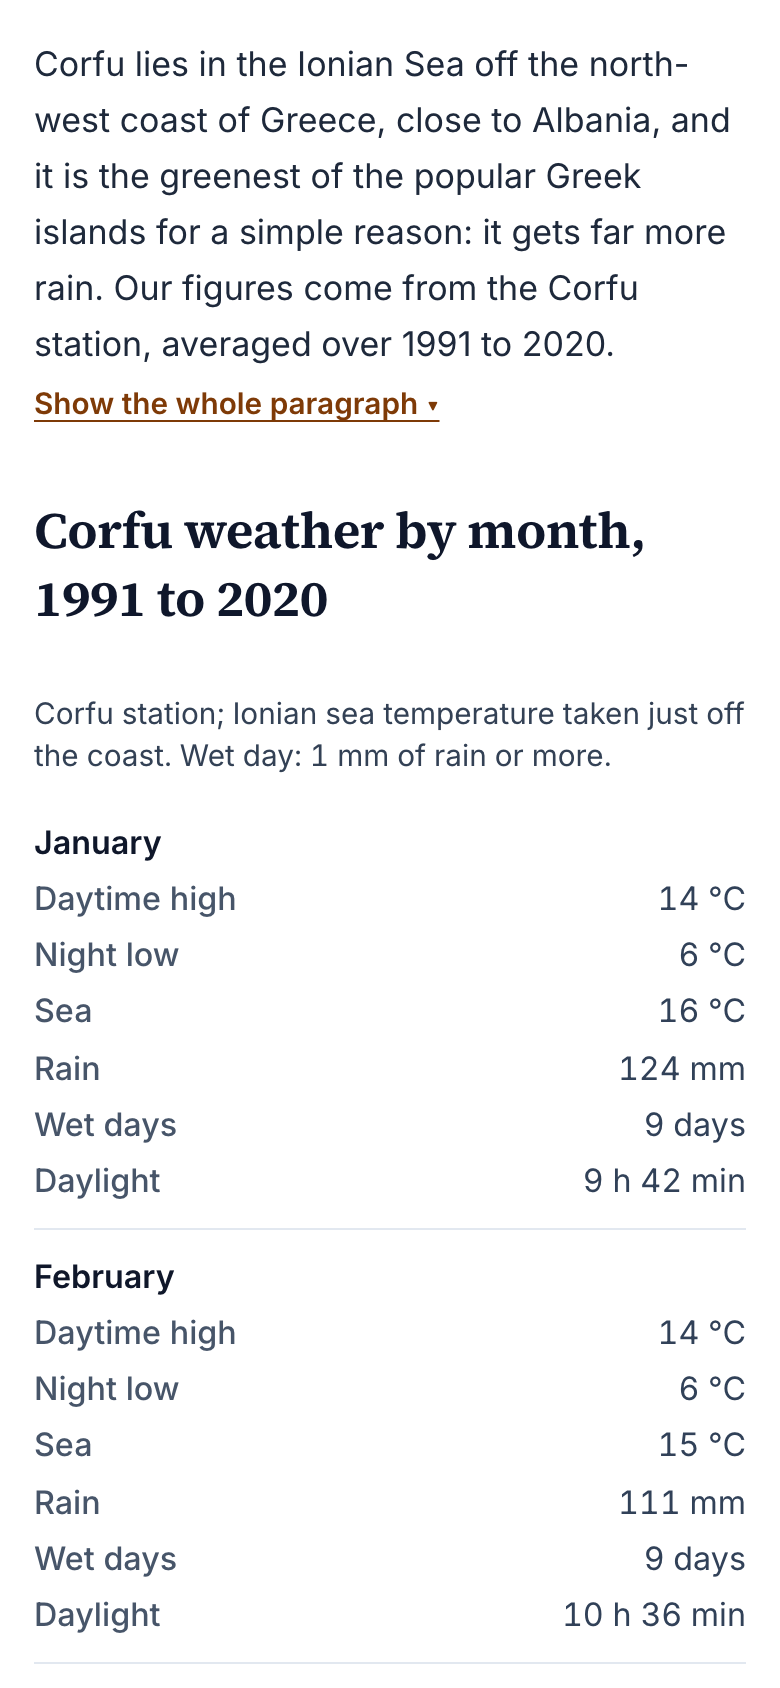 Corfu lies in the Ionian Sea off the north-
west coast of Greece, close to Albania, and
it is the greenest of the popular Greek
islands for a simple reason: it gets far more
rain. Our figures come from the Corfu
station, averaged over 1991 to 2020.
Show the whole paragraph ▾
Corfu weather by month,
1991 to 2020
Corfu station; Ionian sea temperature taken just off
the coast. Wet day: 1 mm of rain or more.
January
Daytime high 14 °C
Night low 6 °C
Sea 16 °C
Rain 124 mm
Wet days 9 days
Daylight 9 h 42 min
February
Daytime high 14 °C
Night low 6 °C
Sea 15 °C
Rain 111 mm
Wet days 9 days
Daylight 10 h 36 min